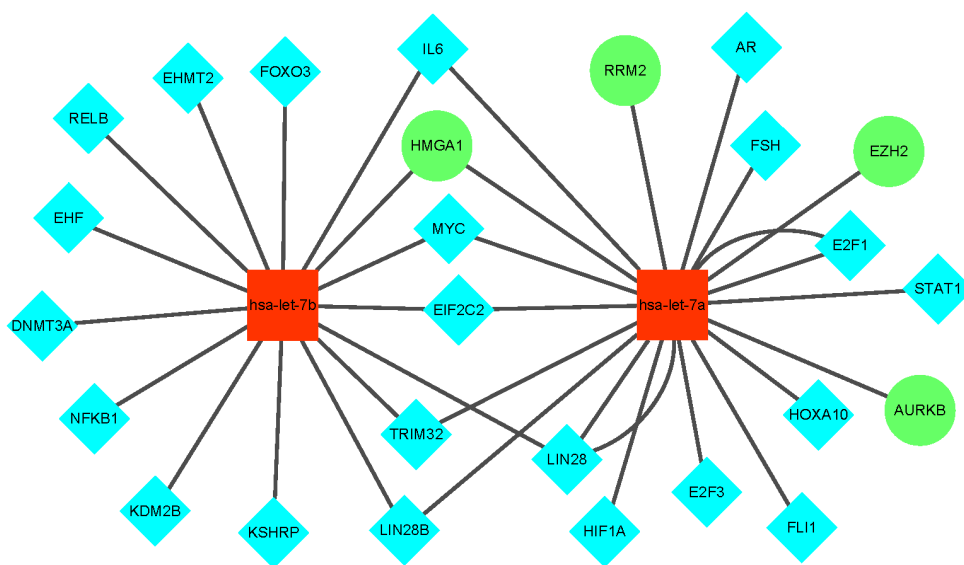 IL6
AR
FOXO3
RRM2
EHMT2
RELB
HMGA1
FSH
EZH2
EHF
MYC
E2F1
STAT1
hsa-let-7b
EIF2C2
hsa-let-7a
DNMT3A
NFKB1
TRIM32
HOXA10
AURKB
LIN28
E2F3
KDM2B
KSHRP
LIN28B
HIF1A
FLI1